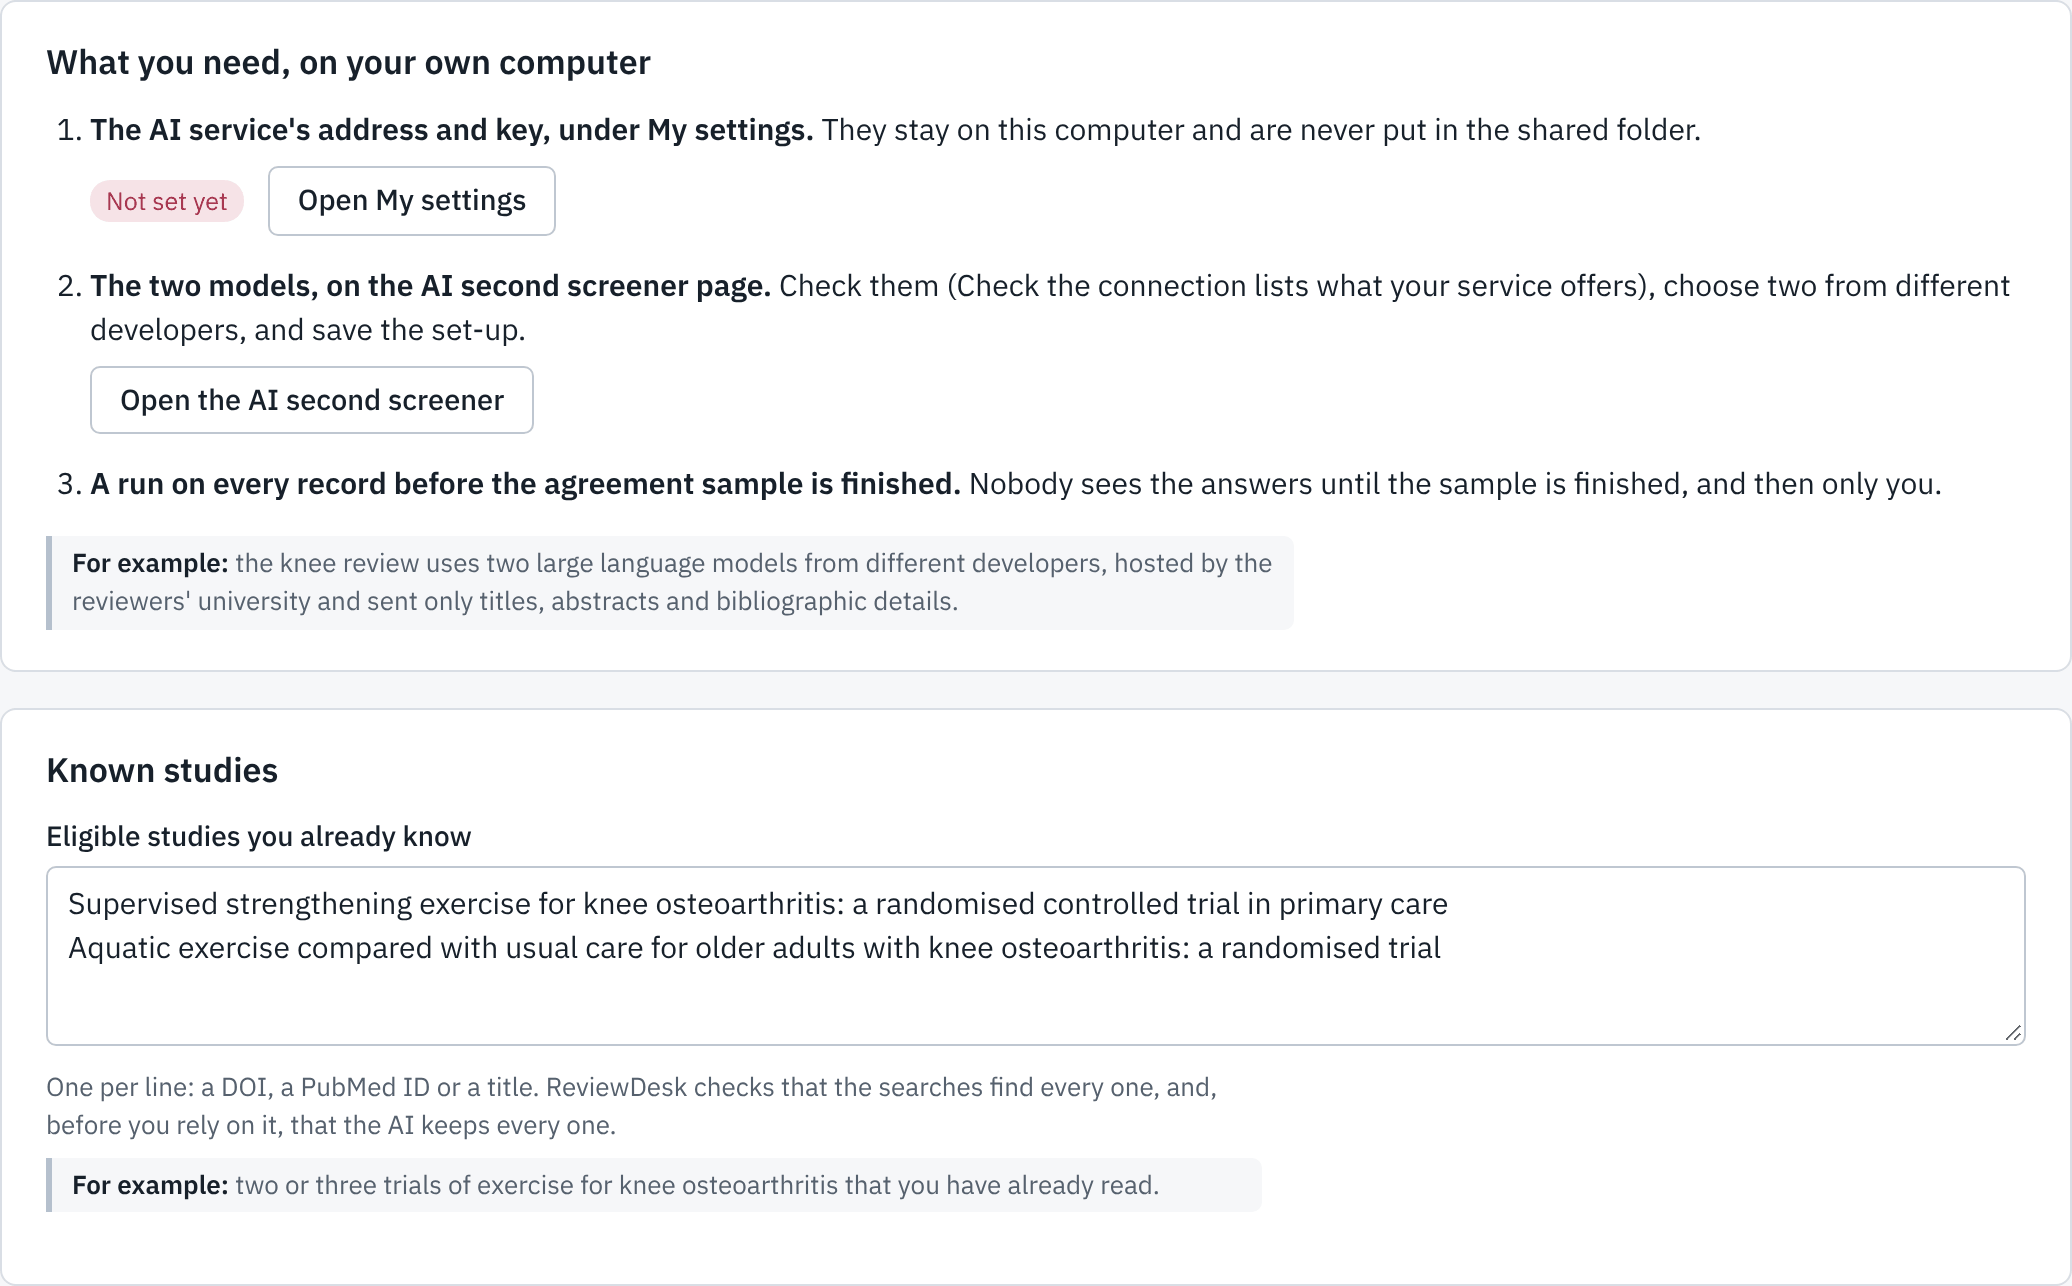 What you need, on your own computer
1. The AI service's address and key, under My settings. They stay on this computer and are never put in the shared folder.
Not set yet
Open My settings
2. The two models, on the AI second screener page. Check them (Check the connection lists what your service offers), choose two from different
developers, and save the set-up.
Open the AI second screener
3. A run on every record before the agreement sample is finished. Nobody sees the answers until the sample is finished, and then only you.
For example: the knee review uses two large language models from different developers, hosted by the
reviewers' university and sent only titles, abstracts and bibliographic details.
Known studies
Eligible studies you already know
Supervised strengthening exercise for knee osteoarthritis: a randomised controlled trial in primary care
Aquatic exercise compared with usual care for older adults with knee osteoarthritis: a randomised trial
One per line: a DOI, a PubMed ID or a title. ReviewDesk checks that the searches find every one, and,
before you rely on it, that the AI keeps every one.
For example: two or three trials of exercise for knee osteoarthritis that you have already read.